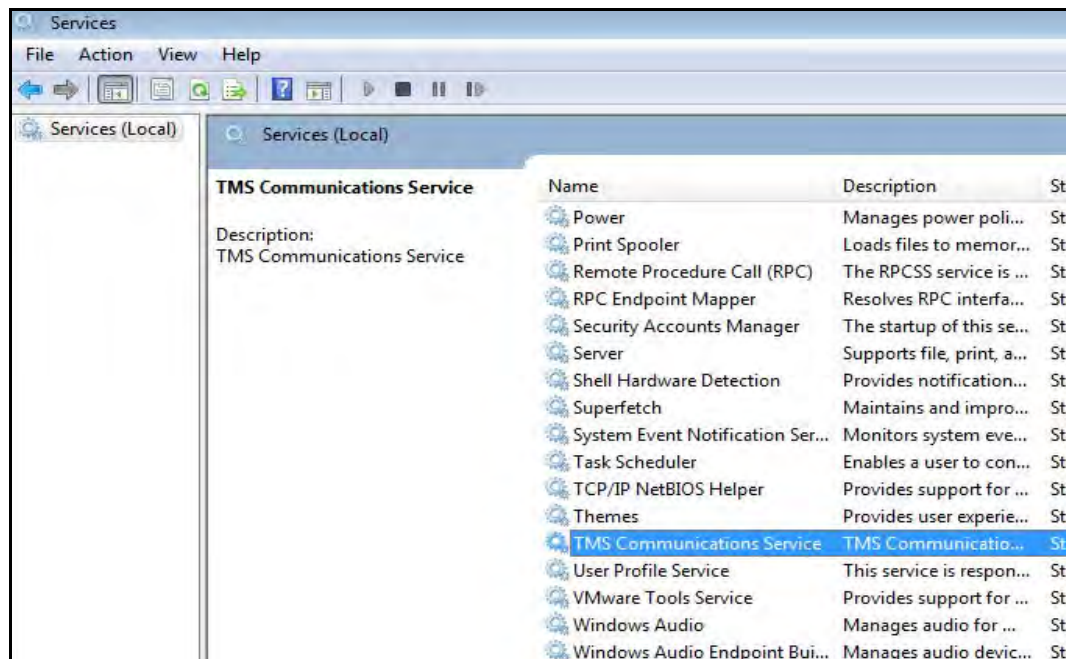 Services
File Action View Help
Services (Local)
Services (Local)
TMS Communications Service
Description:
TMS Communications Service
Name Description St
Power Manages power poli... St
Print Spooler Loads files to memor... St
Remote Procedure Call (RPC) The RPCSS service is ... St
RPC Endpoint Mapper Resolves RPC interfa... St
Security Accounts Manager The startup of this se... St
Server Supports file, print, a... St
Shell Hardware Detection Provides notification... St
Superfetch Maintains and impro... St
System Event Notification Ser... Monitors system eve... St
Task Scheduler Enables a user to con... St
TCP/IP NetBIOS Helper Provides support for ... St
Themes Provides user experie... St
TMS Communications Service TMS Communicatio... St
User Profile Service This service is respon... St
VMware Tools Service Provides support for ... St
Windows Audio Manages audio for ... St
Windows Audio Endpoint Bui... Manages audio devic... St